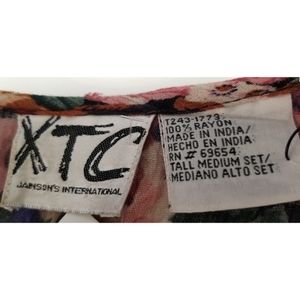 XTC
JAINSON'S INTERNATIONAL
T243-1773
100% RAYON
MADE IN INDIA/
HECHO EN INDIA
RN # 69654
TALL MEDIUM SET/
MEDIANO ALTO SET